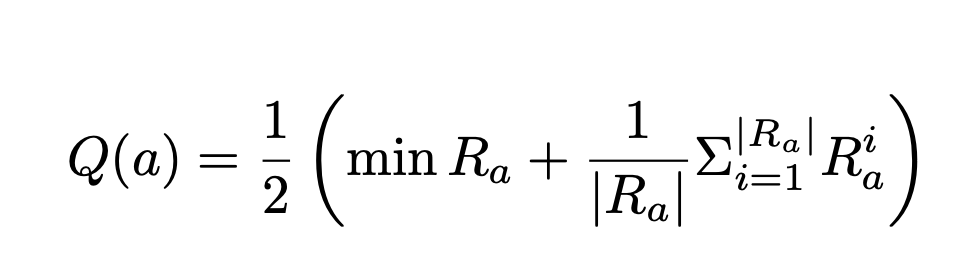 Q(a) = \frac{1}{2} \left( \min R_a + \frac{1}{|R_a|} \Sigma_{i=1}^{|R_a|} R_a^i \right)